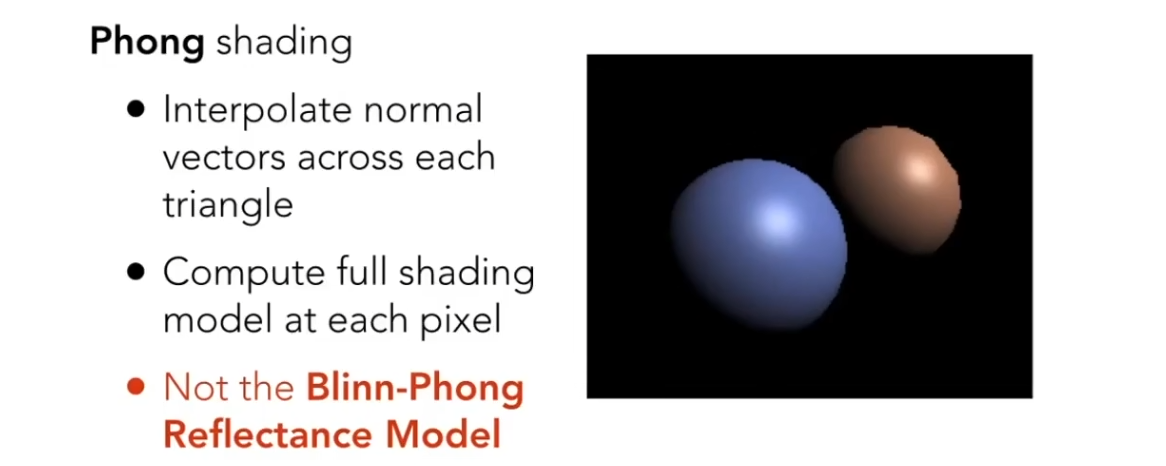 Phong shading
• Interpolate normal
vectors across each
triangle
• Compute full shading
model at each pixel
• Not the Blinn-Phong
Reflectance Model